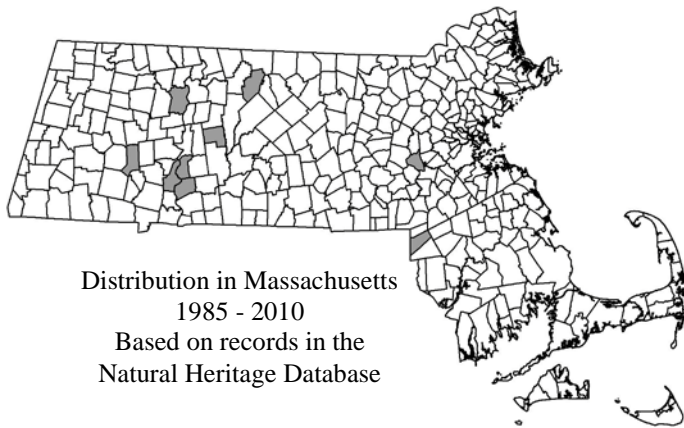 Distribution in Massachusetts
1985 - 2010
Based on records in the
Natural Heritage Database